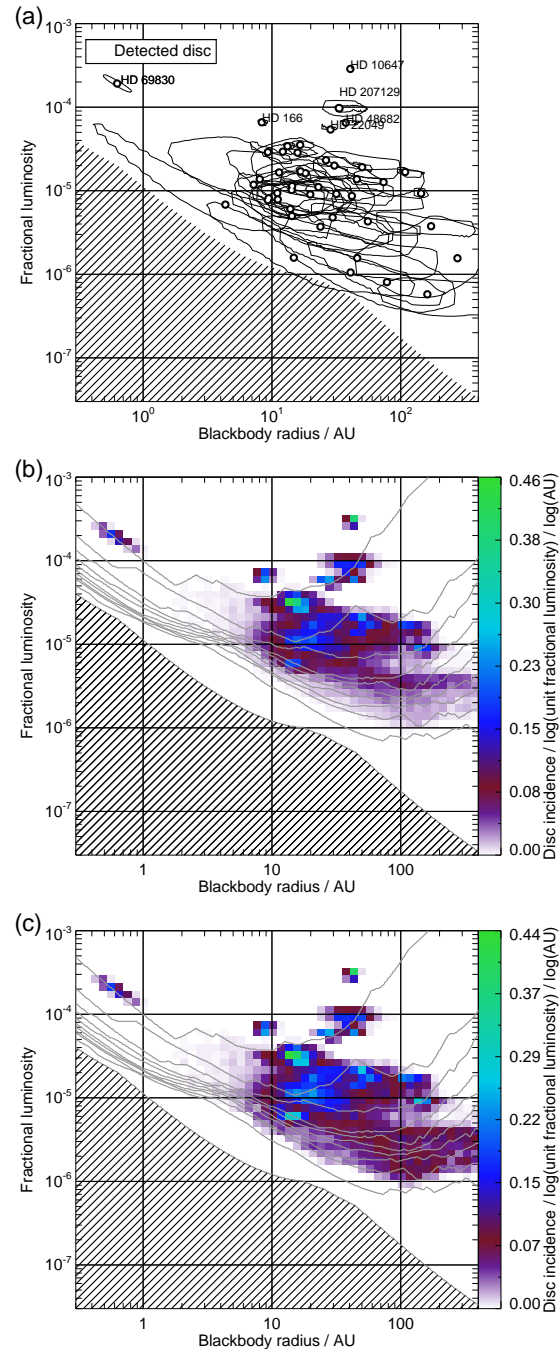 (a)
10⁻³
Detected disc
HD 10647
HD 69830
HD 207129
10⁻⁴
HD 166
HD 48682
HD 22049
10⁻⁵
10⁻⁶
10⁻⁷
Fractional luminosity
10⁰ 10¹ 10²
Blackbody radius / AU
(b)
10⁻³
10⁻⁴
10⁻⁵
10⁻⁶
10⁻⁷
Fractional luminosity
1 10 100
Blackbody radius / AU
0.46
0.38
0.31
0.23
0.15
0.08
0.00
Disc incidence / log(unit fractional luminosity) / log(AU)
(c)
10⁻³
10⁻⁴
10⁻⁵
10⁻⁶
10⁻⁷
Fractional luminosity
1 10 100
Blackbody radius / AU
0.44
0.37
0.29
0.22
0.15
0.07
0.00
Disc incidence / log(unit fractional luminosity) / log(AU)